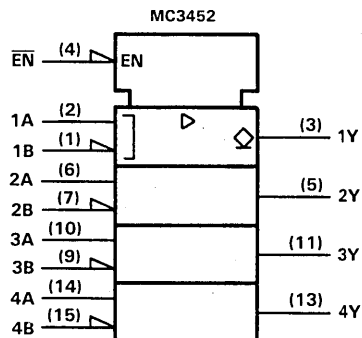 MC3452
EN (4) EN
1A (2)
(3) 1Y
1B (1)
2A (6)
(5) 2Y
2B (7)
3A (10)
(11) 3Y
3B (9)
4A (14)
(13) 4Y
4B (15)